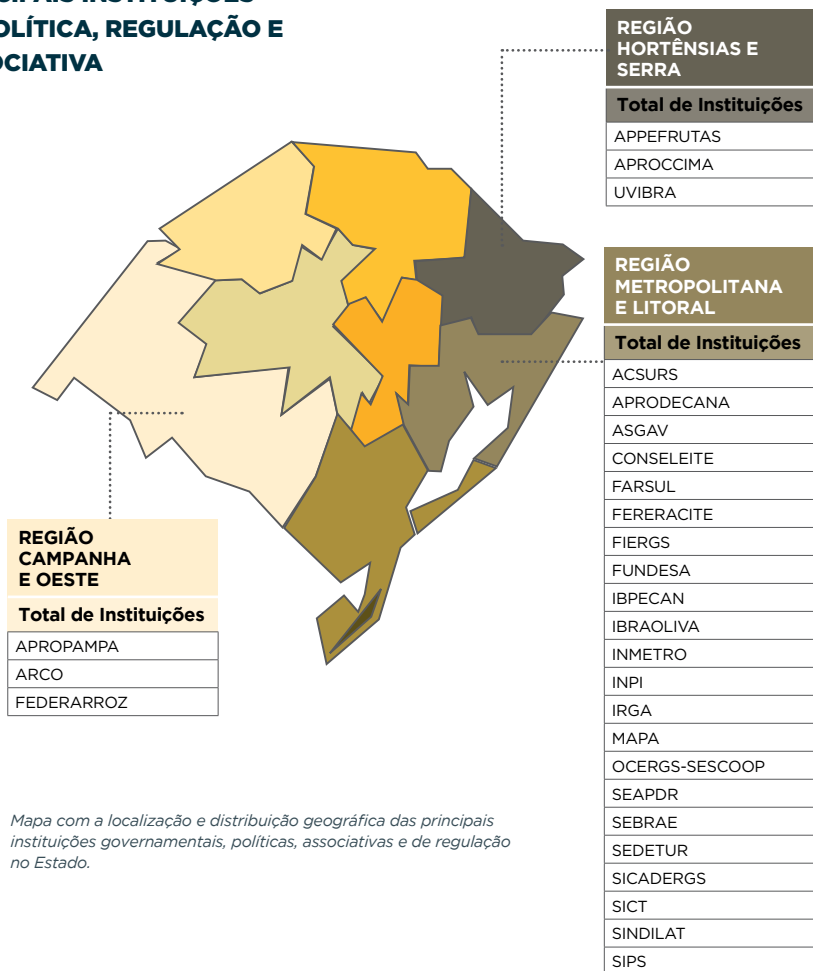 POLÍTICA, REGULAÇÃO E
REGIÃO
HORTÊNSIAS E
SERRA
Total de Instituições
APPEFRUTAS
APROCCIMA
UVIBRA
REGIÃO
METROPOLITANA
E LITORAL
Total de Instituições
ACSURS
APRODECANA
ASGAV
CONSELEITE
FARSUL
FERERACITE
FIERGS
FUNDESA
IBPECAN
IBRAOLIVA
INMETRO
INPI
IRGA
MAPA
OCERGS-SESCOOP
SEAPDR
SEBRAE
SEDETUR
SICADERGS
SICT
SINDILAT
SIPS
REGIÃO
CAMPANHA
E OESTE
Total de Instituições
APROPAMPA
ARCO
FEDERARROZ
Mapa com a localização e distribuição geográfica das principais
instituições governamentais, políticas, associativas e de regulação
no Estado.